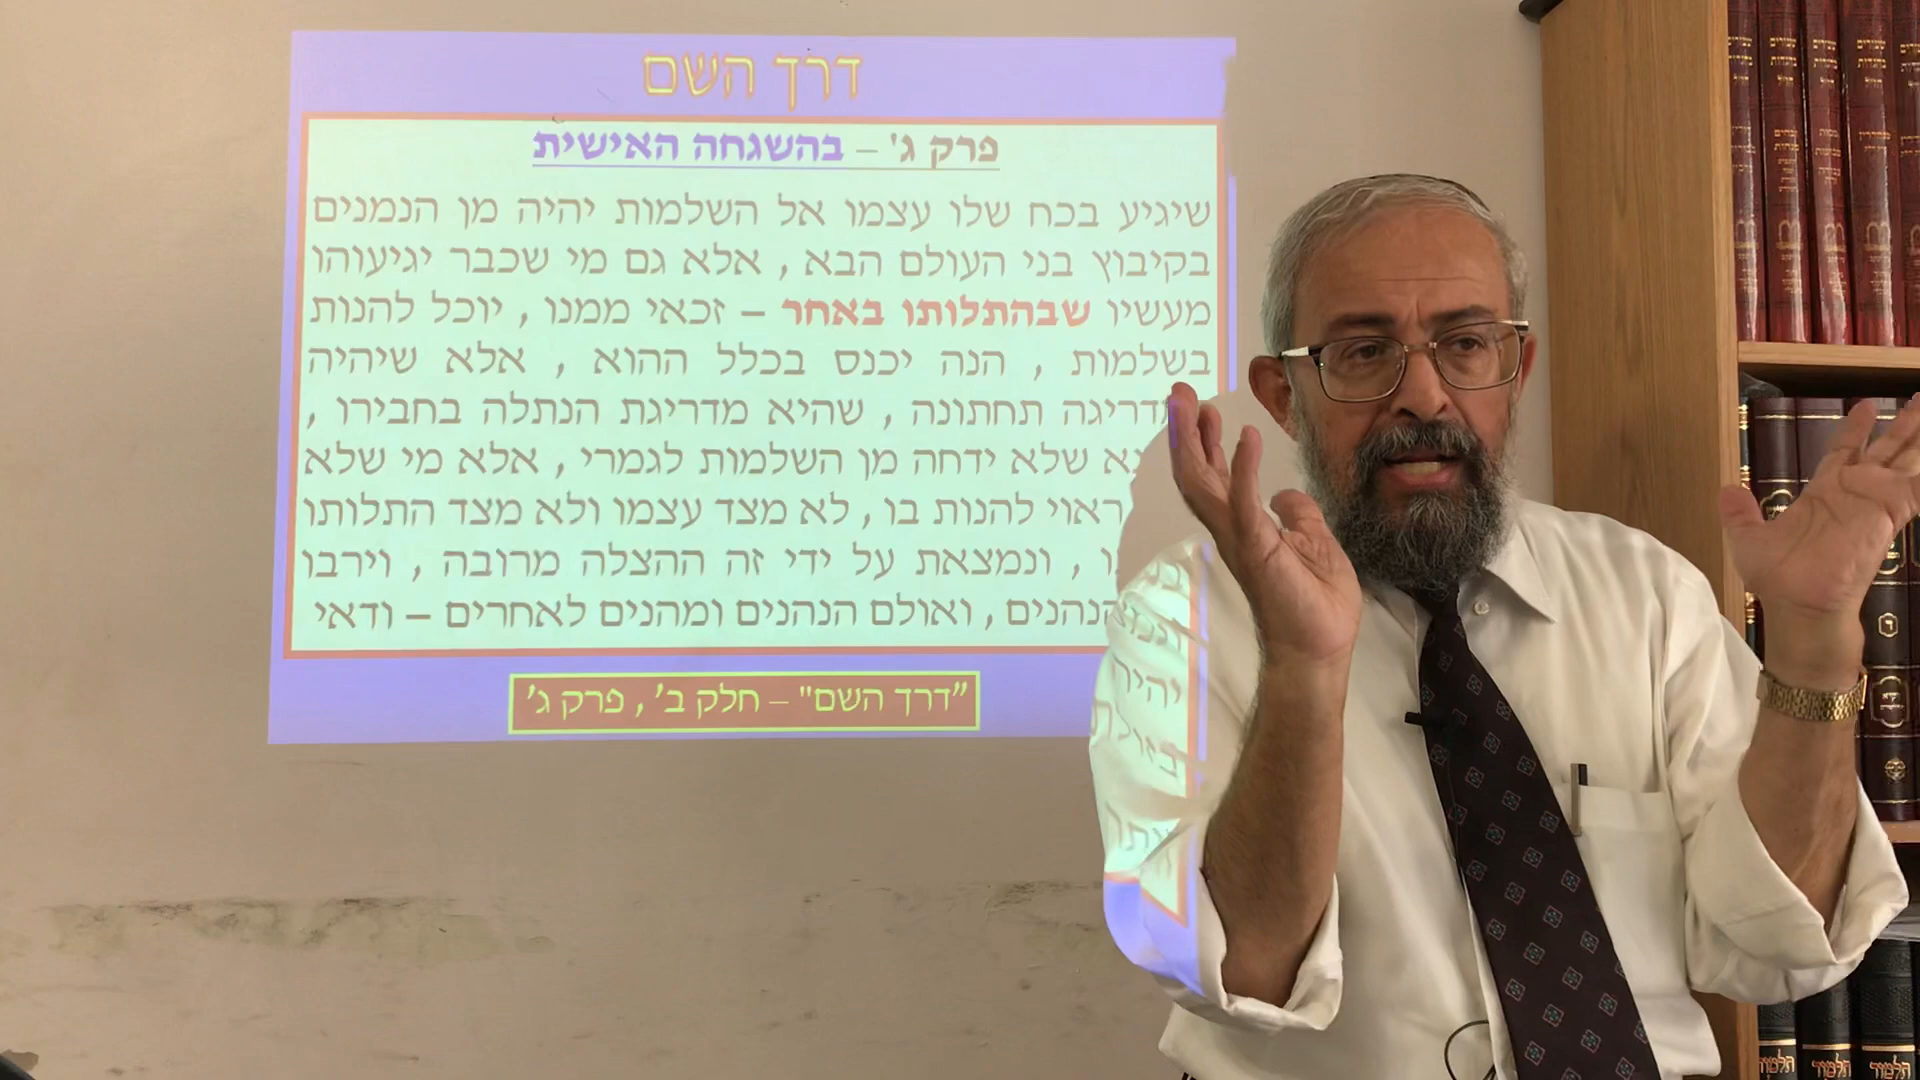 דרך השם
פרק ג' – בהשגחה האישית
שיגיע בכח שלו עצמו אל השלמות יהיה מן הנמנים
בקיבוץ בני העולם הבא , אלא גם מי שכבר יגיעוהו
מעשיו שבהתלותו באחר – זכאי ממנו , יוכל להנות
בשלמות , הנה יכנס בכלל ההוא , אלא שיהיה
תחתונה , שהיא מדריגת הנתלה בחבירו ,
שלא ידחה מן השלמות לגמרי , אלא מי שלא
ראוי להנות בו , לא מצד עצמו ולא מצד התלותו
, ונמצאת על ידי זה ההצלה מרובה , וירבו
הנהנים , ואולם הנהנים ומהנים לאחרים – ודאי
"דרך השם" – חלק ב', פרק ג'
תלמוד תלמוד תלמוד